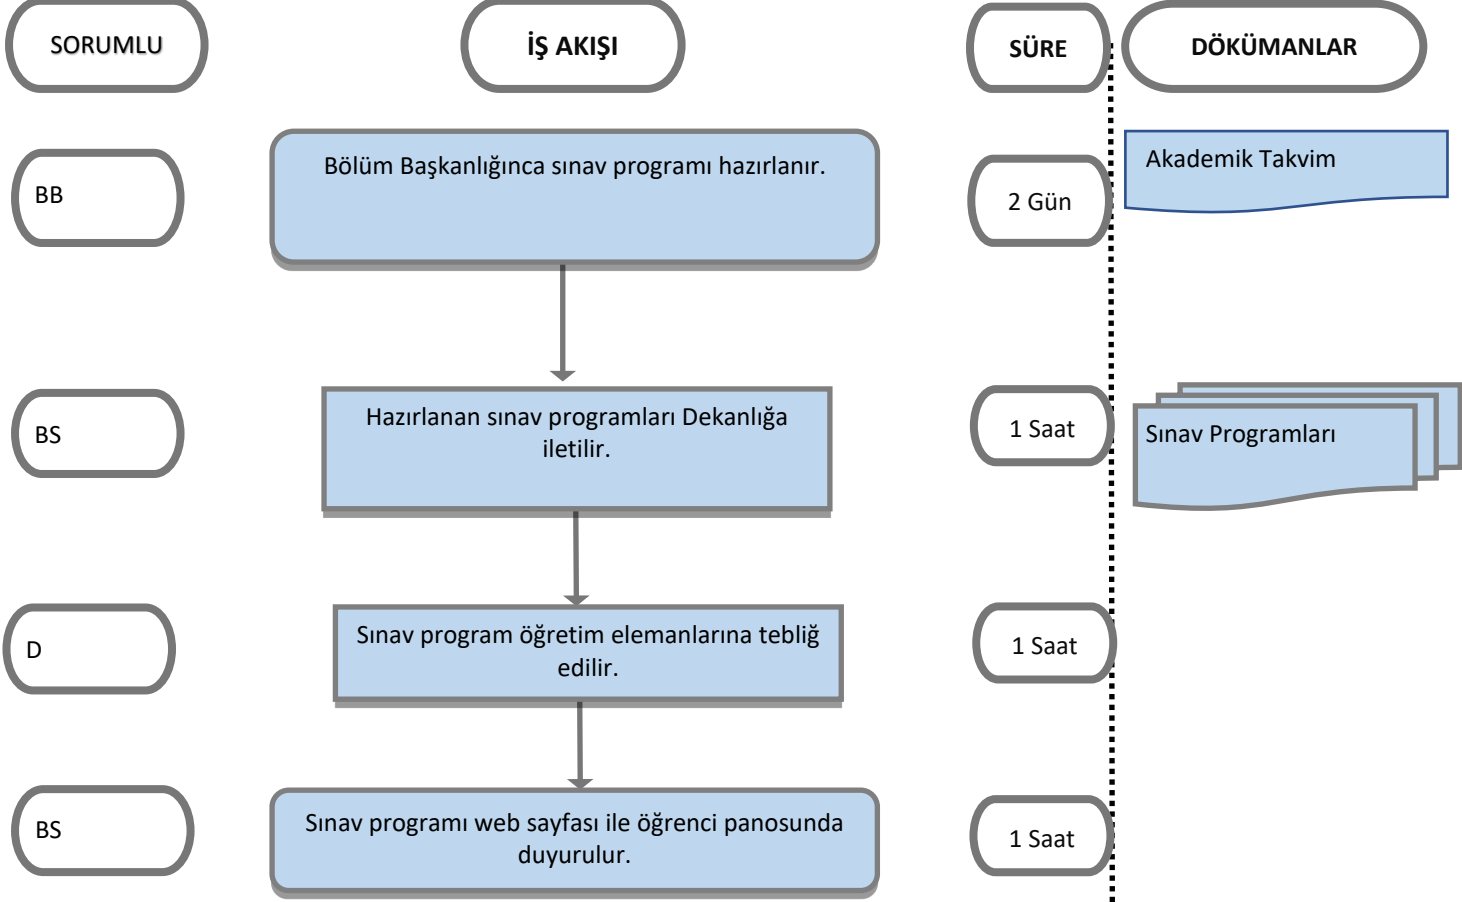 SORUMLU
İŞ AKIŞI
SÜRE
DÖKÜMANLAR
BB
Bölüm Başkanlığınca sınav programı hazırlanır.
2 Gün
Akademik Takvim
BS
Hazırlanan sınav programları Dekanlığa
iletilir.
1 Saat
Sınav Programları
D
Sınav program öğretim elemanlarına tebliğ
edilir.
1 Saat
BS
Sınav programı web sayfası ile öğrenci panosunda
duyurulur.
1 Saat